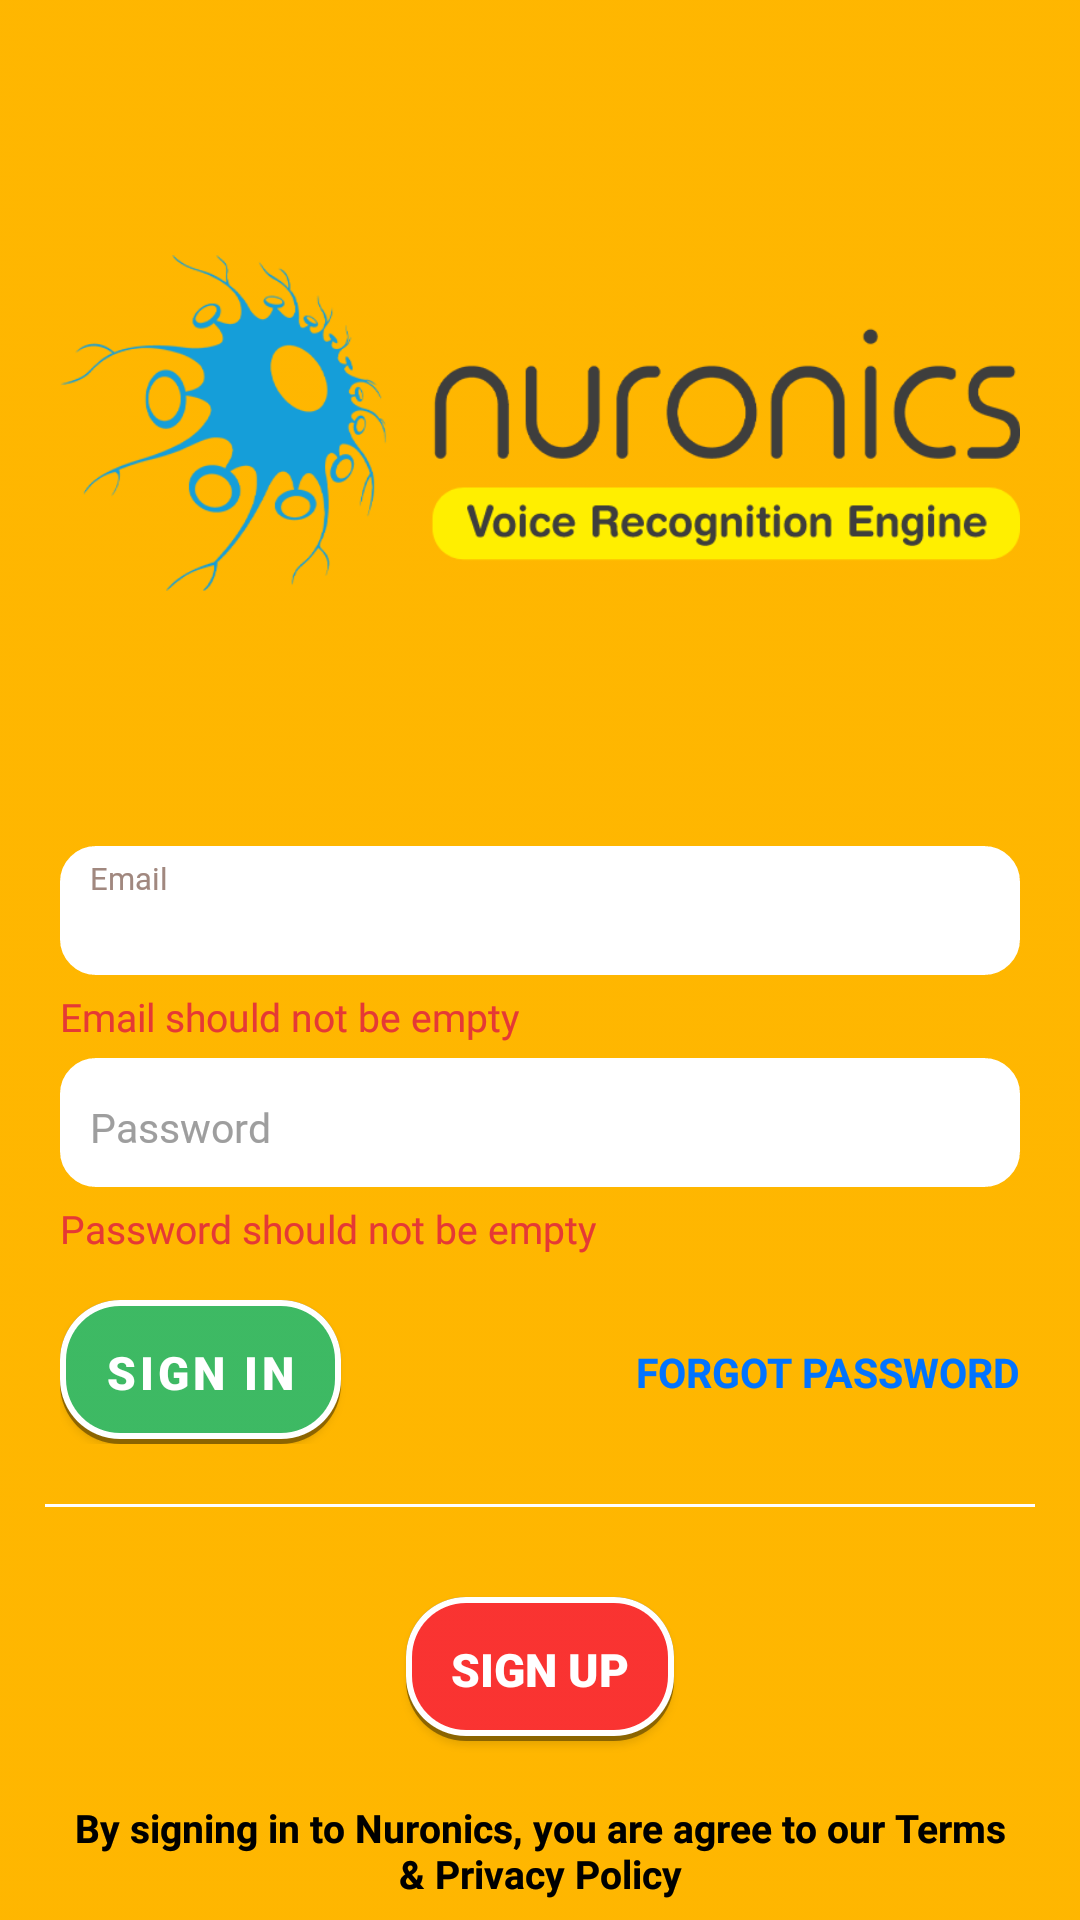 nuronics
Voice Recognition Engine
Email
Email should not be empty
Password
Password should not be empty
SIGN IN
FORGOT PASSWORD
SIGN UP
By signing in to Nuronics, you are agree to our Terms
& Privacy Policy